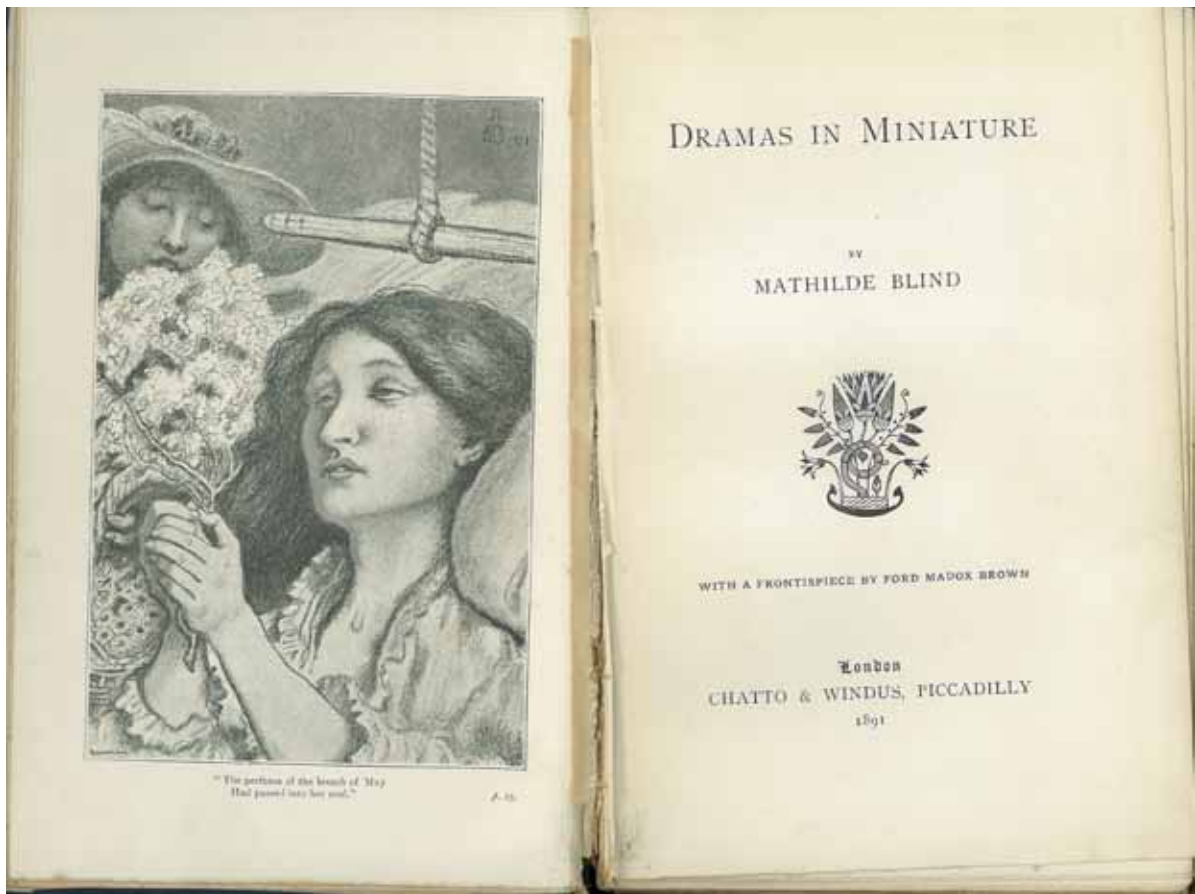 "The perfume of the breath of May
Had passed into her soul."
DRAMAS IN MINIATURE
BY
MATHILDE BLIND
WITH A FRONTISPIECE BY FORD MADOX BROWN
London
CHATTO & WINDUS, PICCADILLY
1891